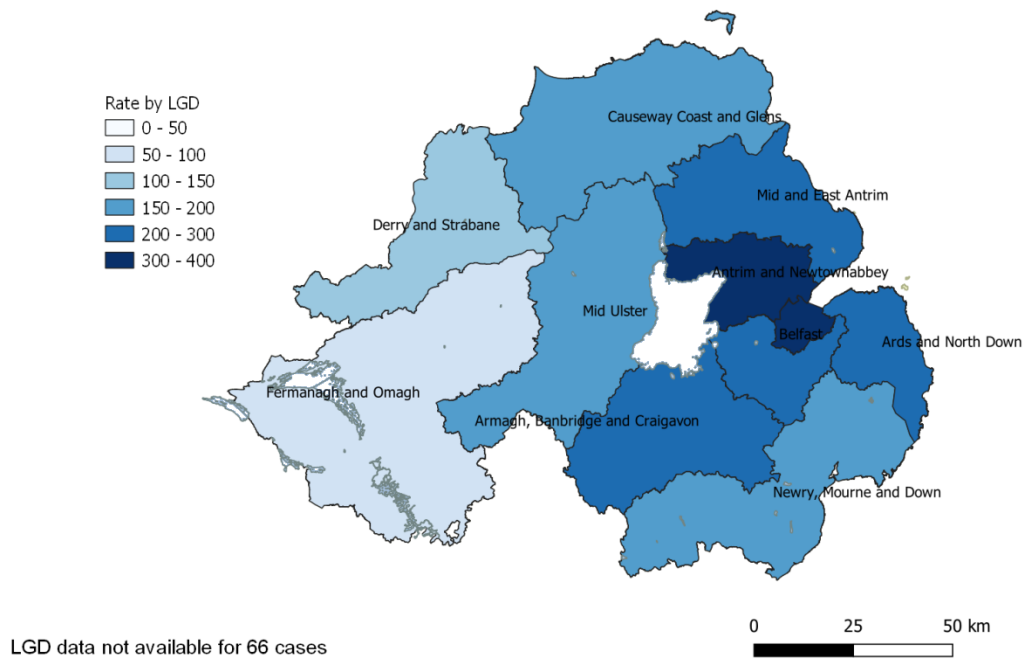 Causeway Coast and Glens
Rate by LGD
0 - 50
50 - 100
100 - 150
150 - 200
200 - 300
300 - 400
Mid and East Antrim
Derry and Strabane
Antrim and Newtownabbey
Mid Ulster
Belfast
Ards and North Down
Fermanagh and Omagh
Armagh, Banbridge and Craigavon
Newry, Mourne and Down
0 25 50 km
LGD data not available for 66 cases